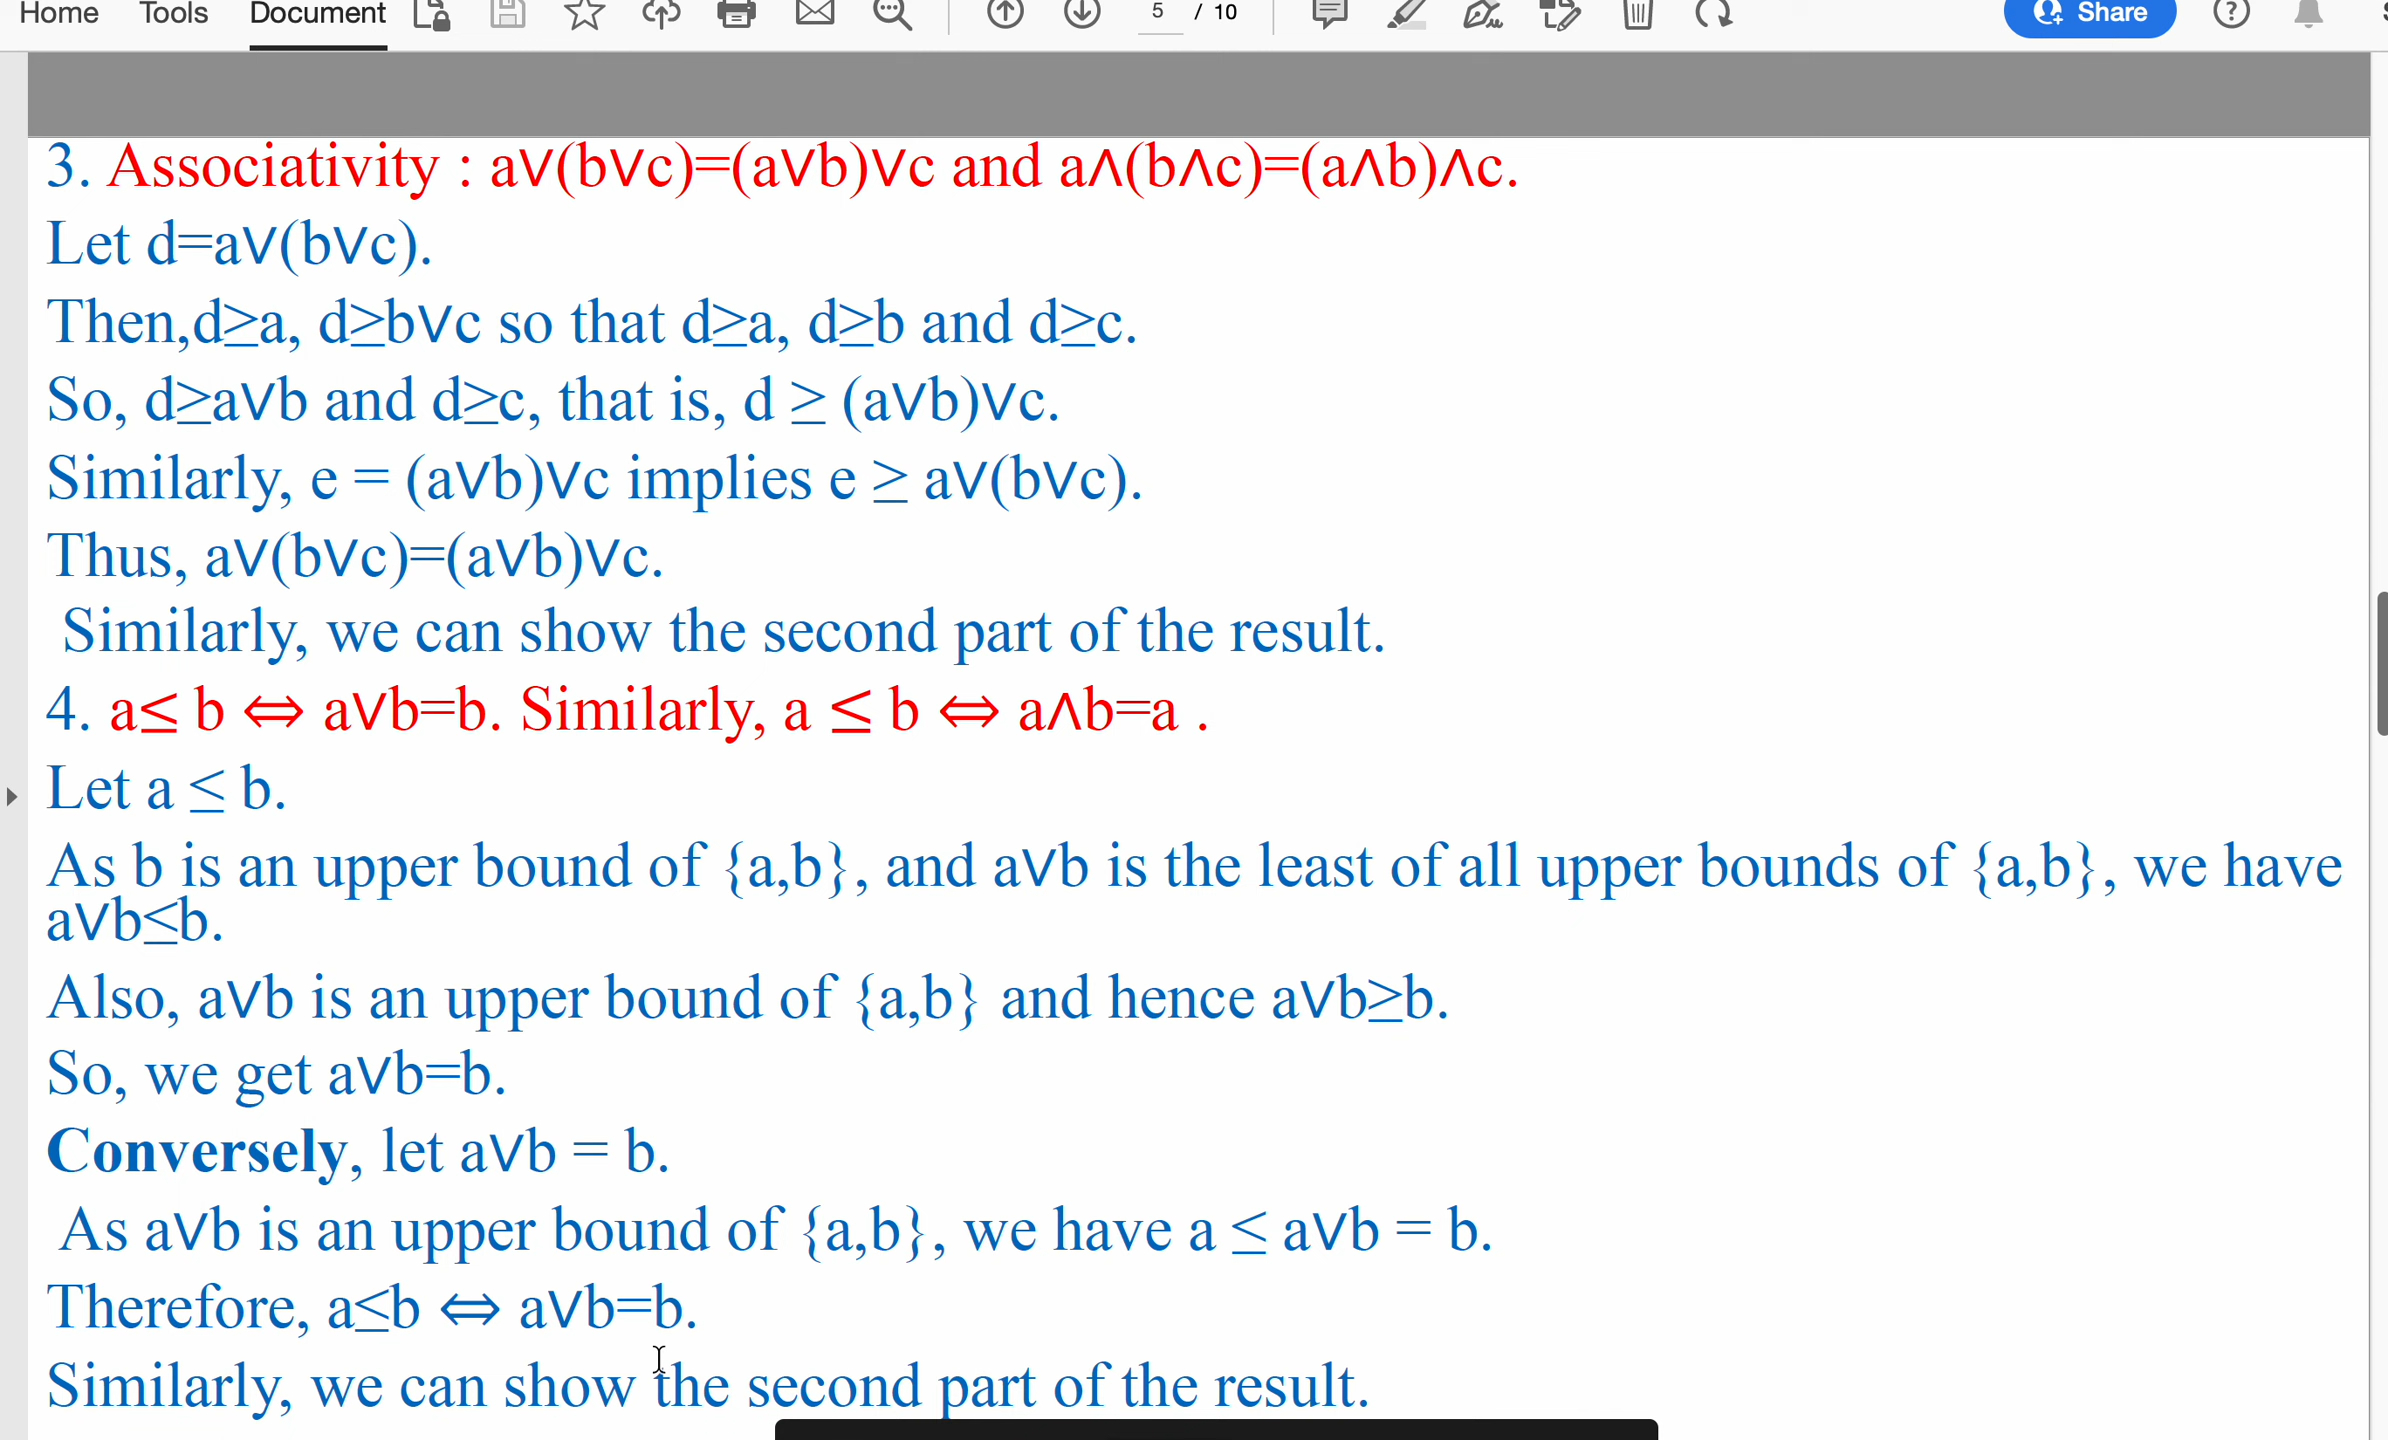 Home Tools Document 5 / 10 Share
3. Associativity : a∨(b∨c)=(a∨b)∨c and a∧(b∧c)=(a∧b)∧c.
Let d=a∨(b∨c).
Then,d≥a, d≥b∨c so that d≥a, d≥b and d≥c.
So, d≥a∨b and d≥c, that is, d ≥ (a∨b)∨c.
Similarly, e = (a∨b)∨c implies e ≥ a∨(b∨c).
Thus, a∨(b∨c)=(a∨b)∨c.
Similarly, we can show the second part of the result.
4. a≤ b ⇔ a∨b=b. Similarly, a ≤ b ⇔ a∧b=a .
Let a ≤ b.
As b is an upper bound of {a,b}, and a∨b is the least of all upper bounds of {a,b}, we have
a∨b≤b.
Also, a∨b is an upper bound of {a,b} and hence a∨b≥b.
So, we get a∨b=b.
Conversely, let a∨b = b.
As a∨b is an upper bound of {a,b}, we have a ≤ a∨b = b.
Therefore, a≤b ⇔ a∨b=b.
Similarly, we can show the second part of the result.